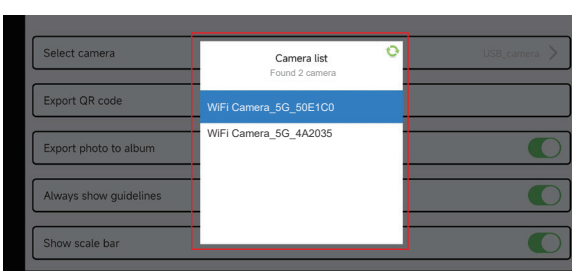 Select camera
USB_camera
Camera list
Found 2 camera
Export QR code
WiFi Camera_5G_50E1C0
WiFi Camera_5G_4A2035
Export photo to album
Always show guidelines
Show scale bar